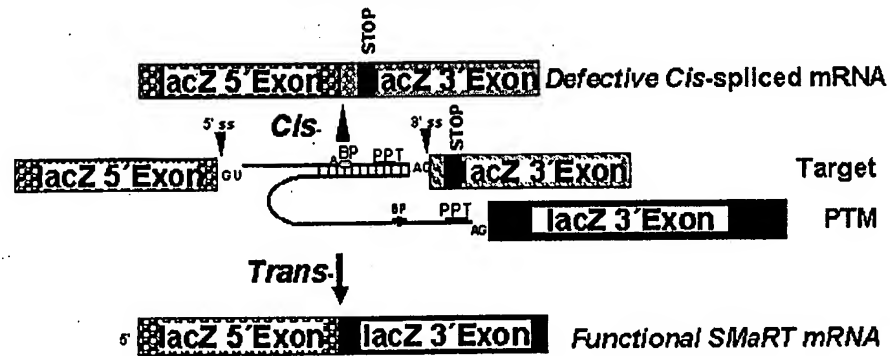 STOP
lacZ 5′Exon lacZ 3′Exon Defective Cis-spliced mRNA
5′ ss Cis- 3′ ss STOP
A BP PPT
lacZ 5′Exon GU AG lacZ 3′Exon Target
BP PPT AG lacZ 3′Exon PTM
Trans-
5′ lacZ 5′Exon lacZ 3′Exon Functional SMaRT mRNA